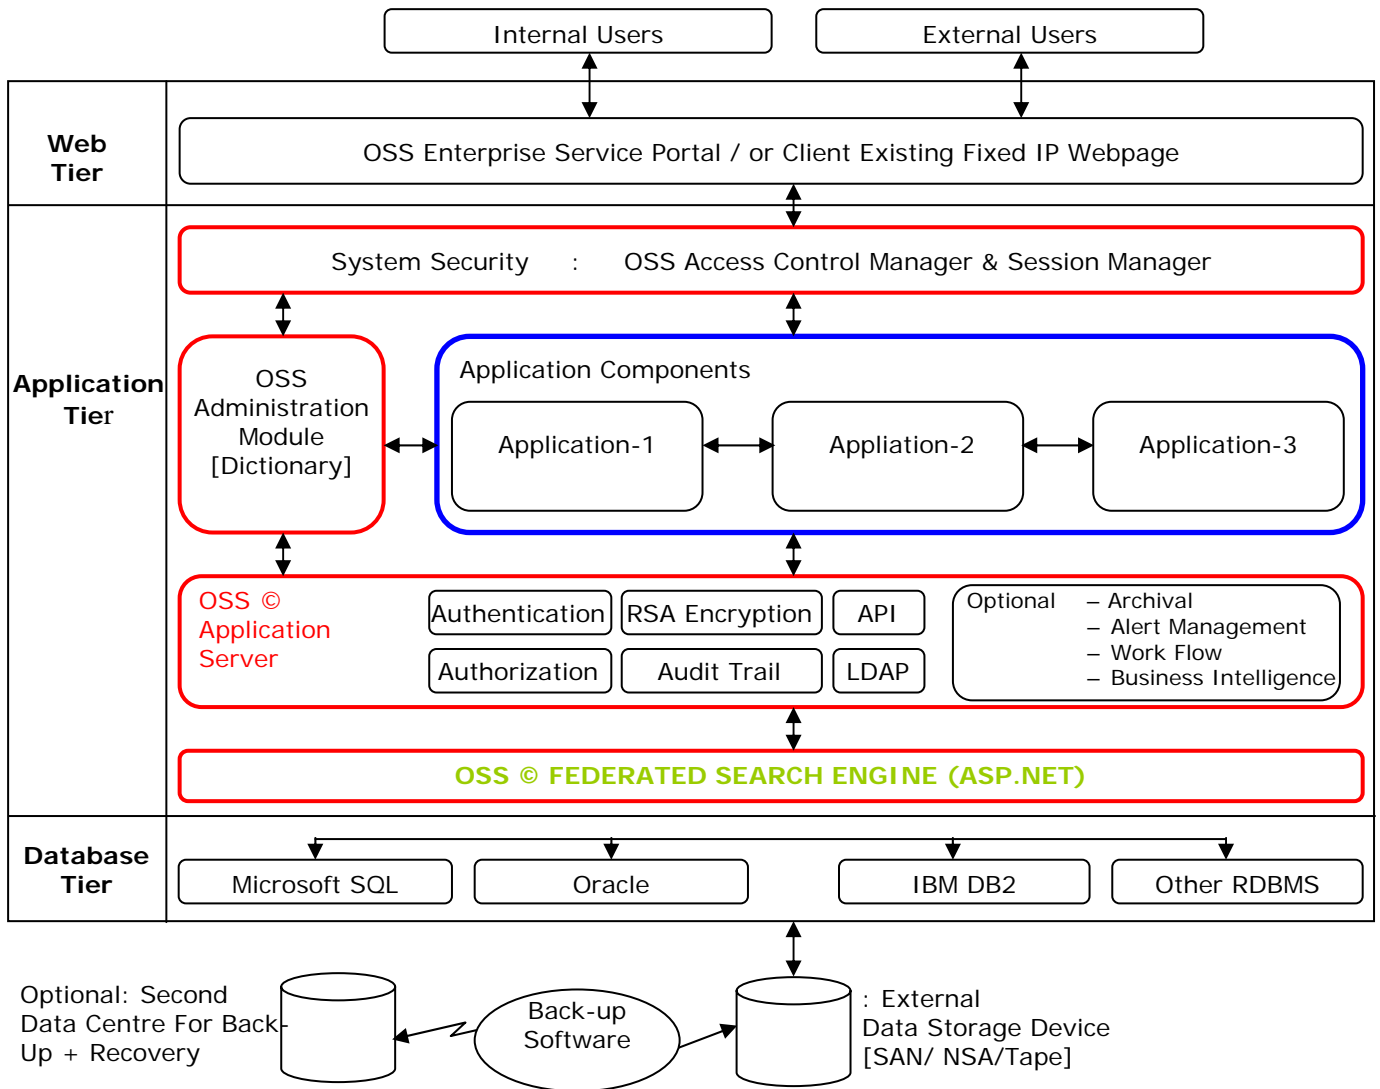 Internal Users
External Users
Web
Tier
OSS Enterprise Service Portal / or Client Existing Fixed IP Webpage
System Security : OSS Access Control Manager & Session Manager
Application
Tier
OSS
Administration
Module
[Dictionary]
Application Components
Application-1
Appliation-2
Application-3
OSS ©
Application
Server
Authentication
RSA Encryption
API
Authorization
Audit Trail
LDAP
Optional – Archival
– Alert Management
– Work Flow
– Business Intelligence
OSS © FEDERATED SEARCH ENGINE (ASP.NET)
Database
Tier
Microsoft SQL
Oracle
IBM DB2
Other RDBMS
Optional: Second
Data Centre For Back-
Up + Recovery
Back-up
Software
: External
Data Storage Device
[SAN/ NSA/Tape]